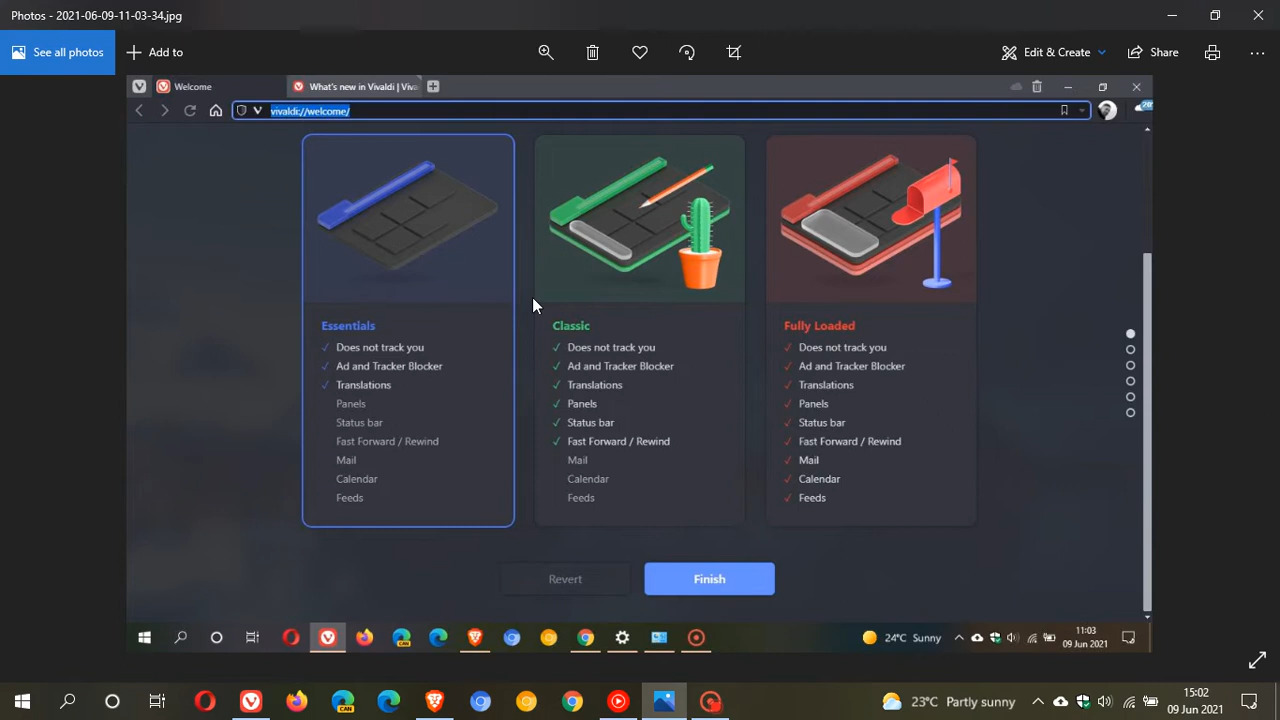 Photos - 2021-06-09-11-03-34.jpg
See all photos
Add to
Edit & Create
Share
Welcome
What's new in Vivaldi | Viva
vivaldi://welcome/
Essentials
Does not track you
Ad and Tracker Blocker
Translations
Panels
Status bar
Fast Forward / Rewind
Mail
Calendar
Feeds
Classic
Does not track you
Ad and Tracker Blocker
Translations
Panels
Status bar
Fast Forward / Rewind
Mail
Calendar
Feeds
Fully Loaded
Does not track you
Ad and Tracker Blocker
Translations
Panels
Status bar
Fast Forward / Rewind
Mail
Calendar
Feeds
Revert
Finish
CAN
24°C Sunny
11:03
09 Jun 2021
CAN
23°C Partly sunny
15:02
09 Jun 2021